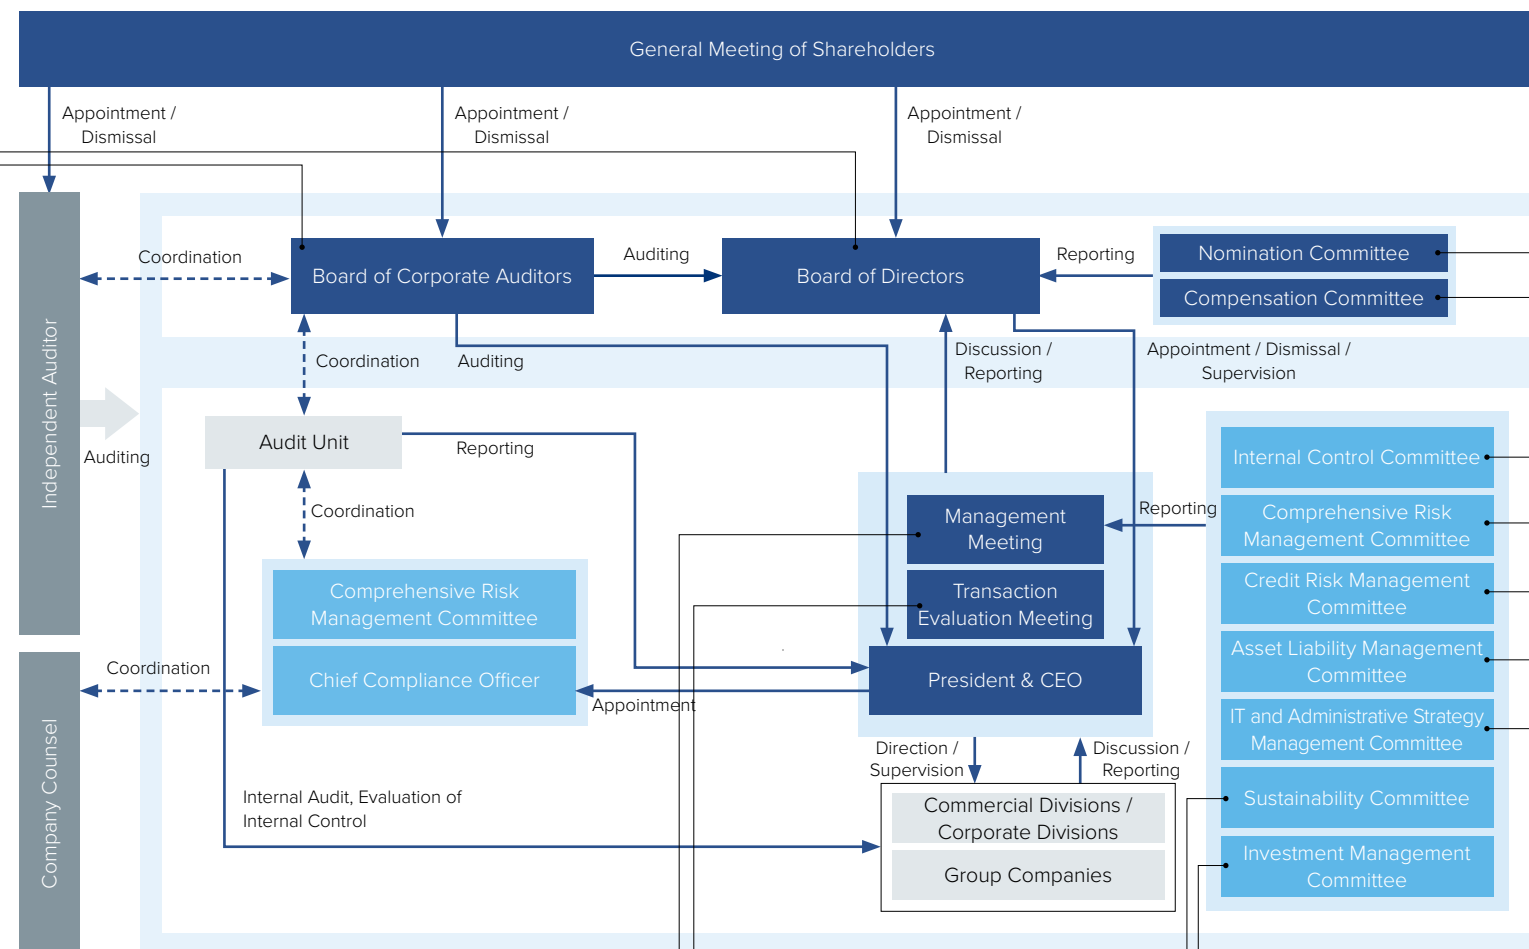 General Meeting of Shareholders
Appointment /
Dismissal
Appointment /
Dismissal
Appointment /
Dismissal
Independent Auditor
Coordination
Board of Corporate Auditors
Auditing
Board of Directors
Reporting
Nomination Committee
Compensation Committee
Coordination
Auditing
Discussion /
Reporting
Appointment / Dismissal /
Supervision
Auditing
Audit Unit
Reporting
Coordination
Management
Meeting
Transaction
Evaluation Meeting
Reporting
Internal Control Committee
Comprehensive Risk
Management Committee
Credit Risk Management
Committee
Asset Liability Management
Committee
IT and Administrative Strategy
Management Committee
Sustainability Committee
Investment Management
Committee
Comprehensive Risk
Management Committee
Chief Compliance Officer
Coordination
Company Counsel
Appointment
President & CEO
Direction /
Supervision
Discussion /
Reporting
Internal Audit, Evaluation of
Internal Control
Commercial Divisions /
Corporate Divisions
Group Companies